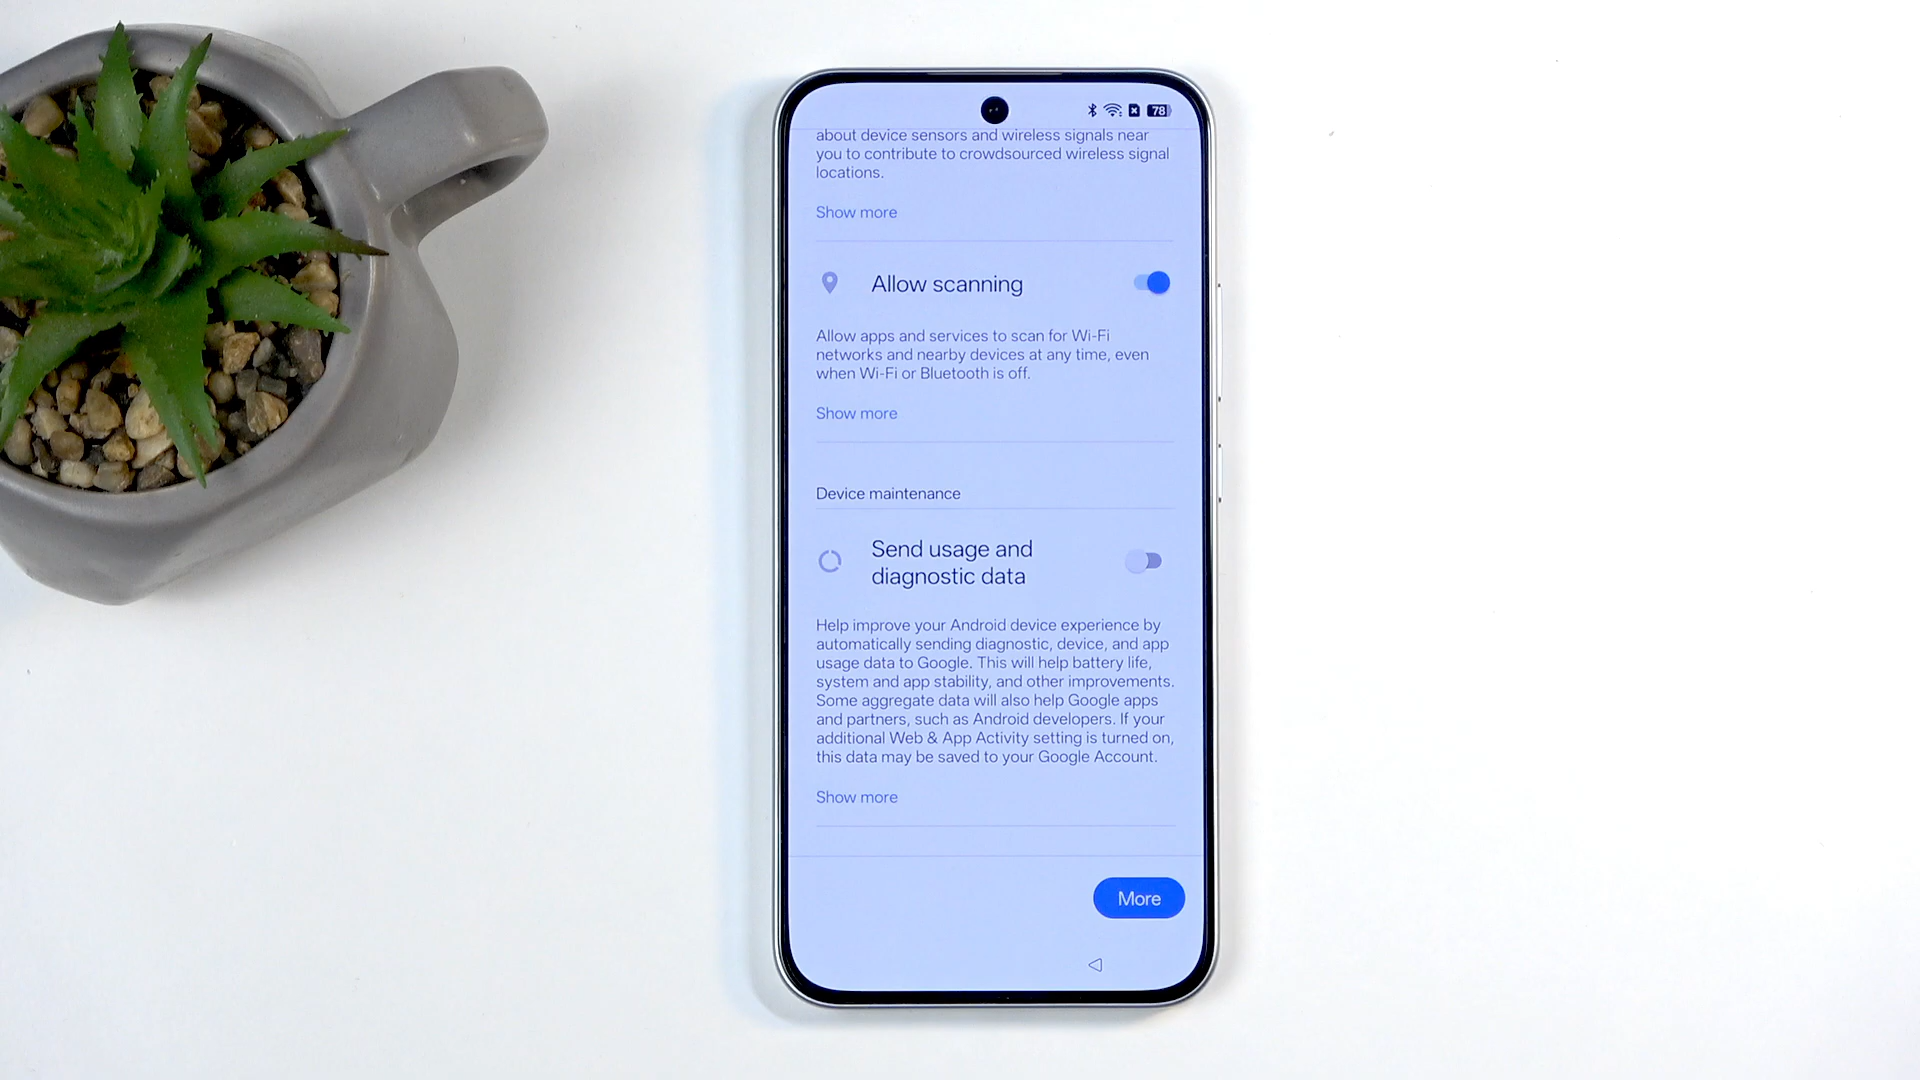 78
about device sensors and wireless signals near
you to contribute to crowdsourced wireless signal
locations.
Show more
Allow scanning
Allow apps and services to scan for Wi-Fi
networks and nearby devices at any time, even
when Wi-Fi or Bluetooth is off.
Show more
Device maintenance
Send usage and
diagnostic data
Help improve your Android device experience by
automatically sending diagnostic, device, and app
usage data to Google. This will help battery life,
system and app stability, and other improvements.
Some aggregate data will also help Google apps
and partners, such as Android developers. If your
additional Web & App Activity setting is turned on,
this data may be saved to your Google Account.
Show more
More